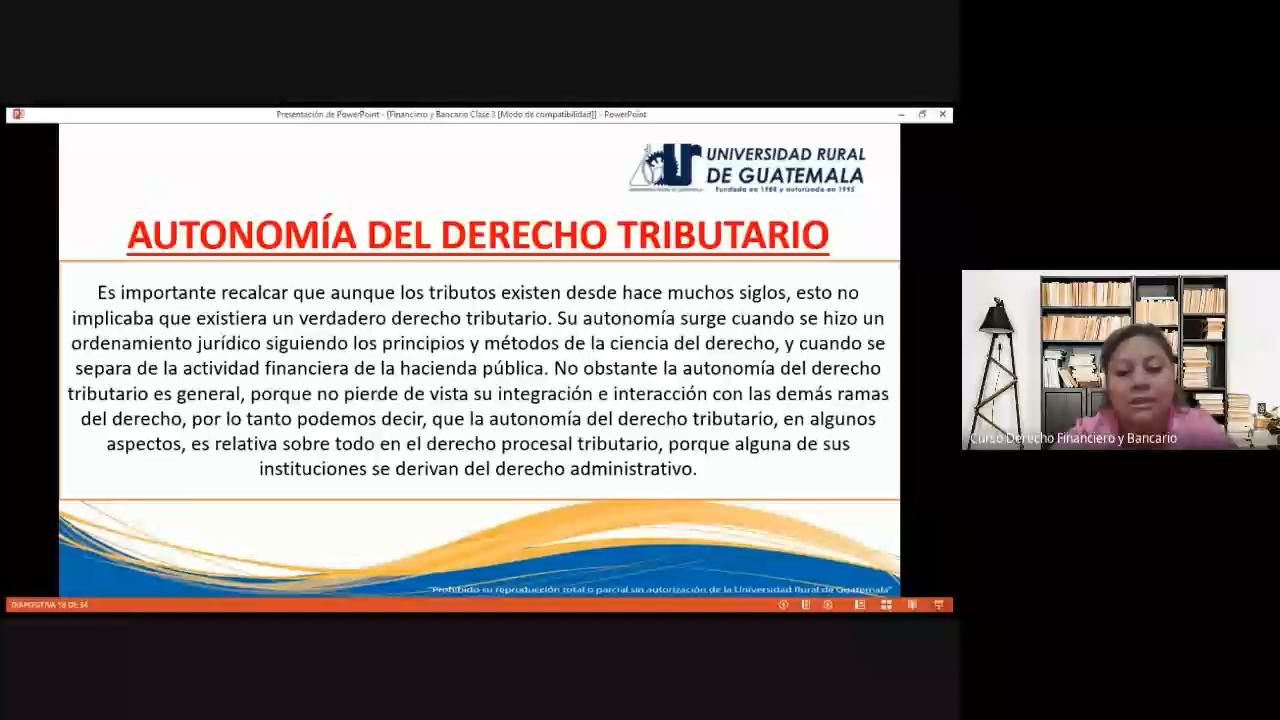 Presentación de PowerPoint - [Financiero y Bancario Clase 3 [Modo de compatibilidad]] - PowerPoint
UNIVERSIDAD RURAL
DE GUATEMALA
Fundada en 1988 y autorizada en 1995
AUTONOMÍA DEL DERECHO TRIBUTARIO
Es importante recalcar que aunque los tributos existen desde hace muchos siglos, esto no
implicaba que existiera un verdadero derecho tributario. Su autonomía surge cuando se hizo un
ordenamiento jurídico siguiendo los principios y métodos de la ciencia del derecho, y cuando se
separa de la actividad financiera de la hacienda pública. No obstante la autonomía del derecho
tributario es general, porque no pierde de vista su integración e interacción con las demás ramas
del derecho, por lo tanto podemos decir, que la autonomía del derecho tributario, en algunos
aspectos, es relativa sobre todo en el derecho procesal tributario, porque alguna de sus
instituciones se derivan del derecho administrativo.
"Prohibido su reproducción total o parcial sin autorización de la Universidad Rural de Guatemala"
DIAPOSITIVA 18 DE 34
Curso Derecho Financiero y Bancario